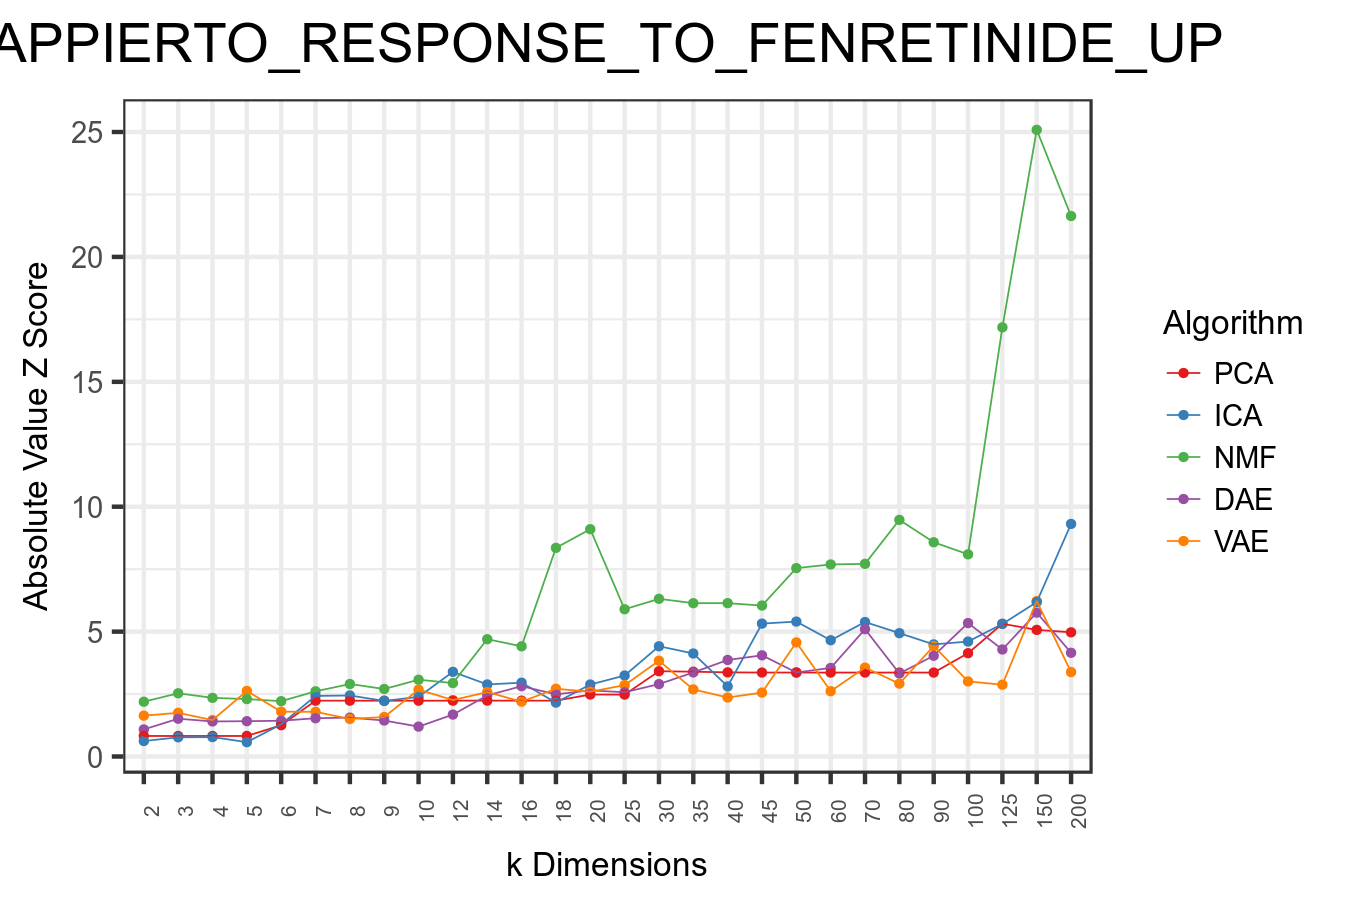 APPIERTO_RESPONSE_TO_FENRETINIDE_UP
25
20
15
10
5
0
Absolute Value Z Score
2 3 4 5 6 7 8 9 10 12 14 16 18 20 25 30 35 40 45 50 60 70 80 90 100 125 150 200
k Dimensions
Algorithm
PCA
ICA
NMF
DAE
VAE